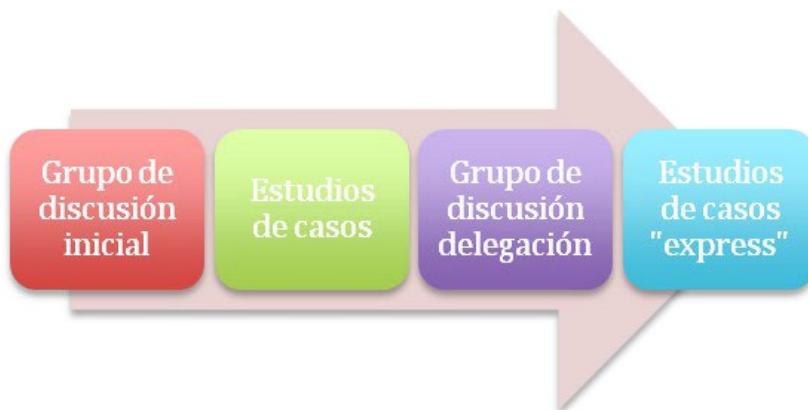 Grupo de
discusión
inicial
Estudios
de casos
Grupo de
discusión
delegación
Estudios
de casos
"express"